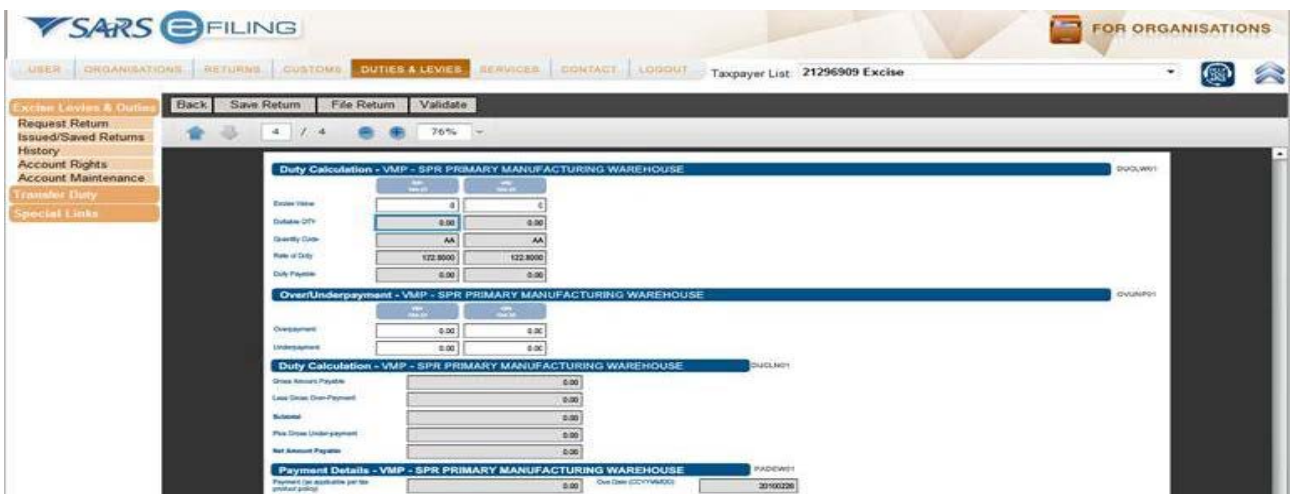 SARS eFILING
FOR ORGANISATIONS
USER ORGANISATIONS RETURNS CUSTOMS DUTIES & LEVIES SERVICES CONTACT LOGOUT Taxpayer List: 21296909 Excise
Excise Levies & Duties
Request Return
Issued/Saved Returns
History
Account Rights
Account Maintenance
Transfer Duty
Special Links
Back Save Return File Return Validate
4 / 4 76%
Duty Calculation - VMP - SPR PRIMARY MANUFACTURING WAREHOUSE DUCLW01
Excise Value 0
Dutiable QTY 0.00 0.00
Quantity Code AA AA
Rate of Duty 122.8000 122.8000
Duty Payable 0.00 0.00
Over/Underpayment - VMP - SPR PRIMARY MANUFACTURING WAREHOUSE OVUNP01
Overpayment 0.00 0.00
Underpayment 0.00 0.00
Duty Calculation - VMP - SPR PRIMARY MANUFACTURING WAREHOUSE DUCLN01
Gross Amount Payable 0.00
Less Gross Over-Payment 0.00
Subtotal 0.00
Plus Gross Under-payment 0.00
Net Amount Payable 0.00
Payment Details - VMP - SPR PRIMARY MANUFACTURING WAREHOUSE PADEW01
Payment (as applicable per tax 0.00 Due Date (CCYYMMDD) 20100226
product policy)